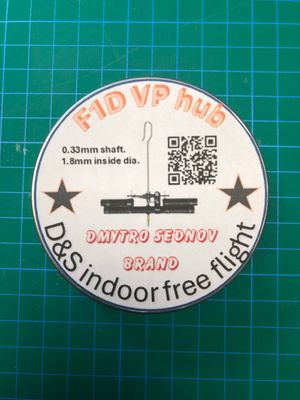 F1D VP hub
0.33mm shaft.
1.8mm inside dia.
DMYTRO SEDNOV
BRAND
D&S indoor free flight